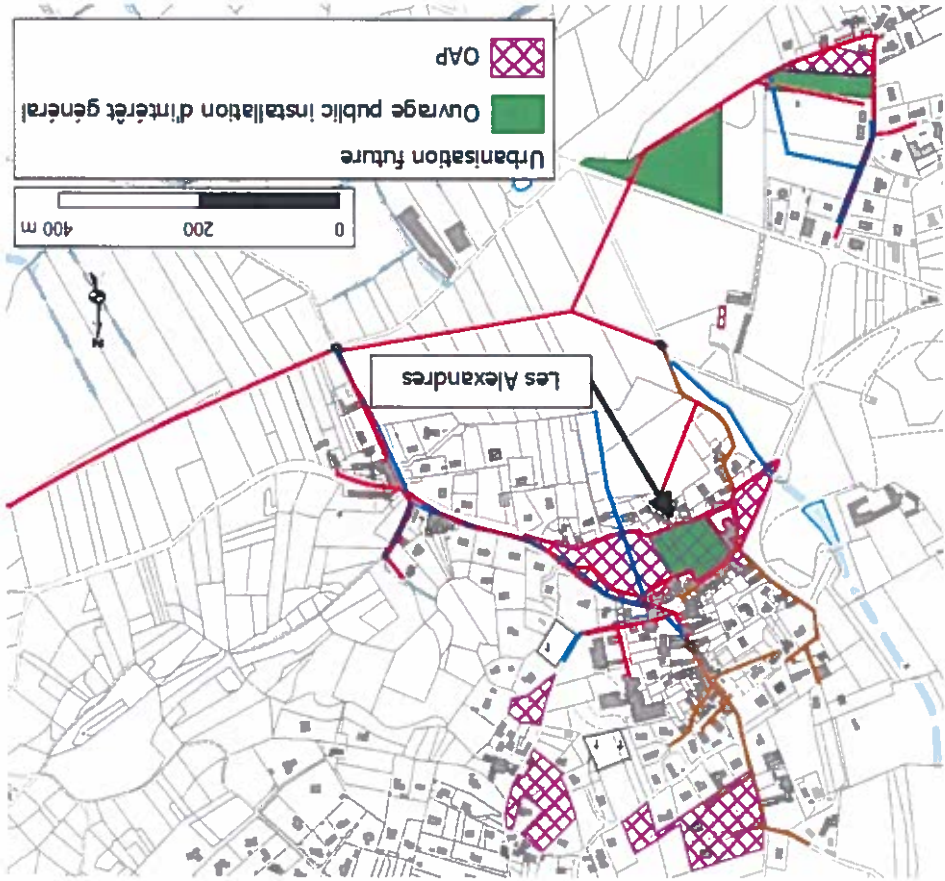 Les Alexandres
0 200 400 m
Urbanisation future
Ouvrage public installation d'intérêt général
OAP
N